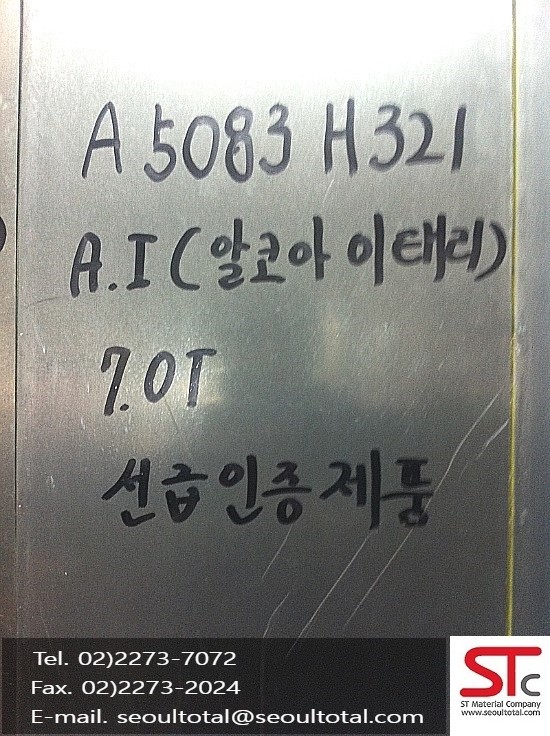 A 5083 H321
A.I (알코아 이태리)
7.0T
선급인증제품
Tel. 02)2273-7072
Fax. 02)2273-2024
E-mail. seoultotal@seoultotal.com
STc
ST Material Company
www.seoultotal.com